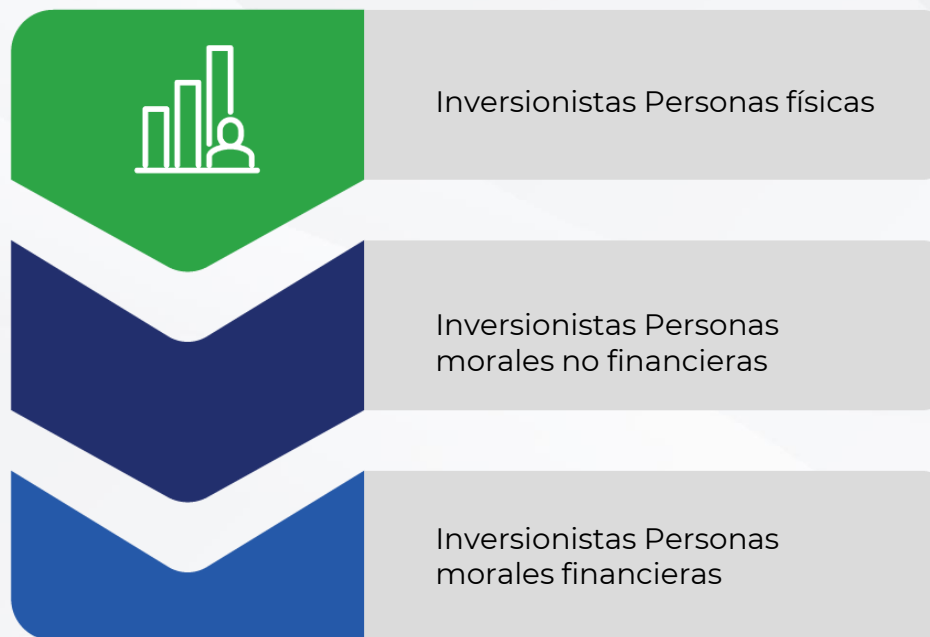 Inversionistas Personas físicas
Inversionistas Personas
morales no financieras
Inversionistas Personas
morales financieras